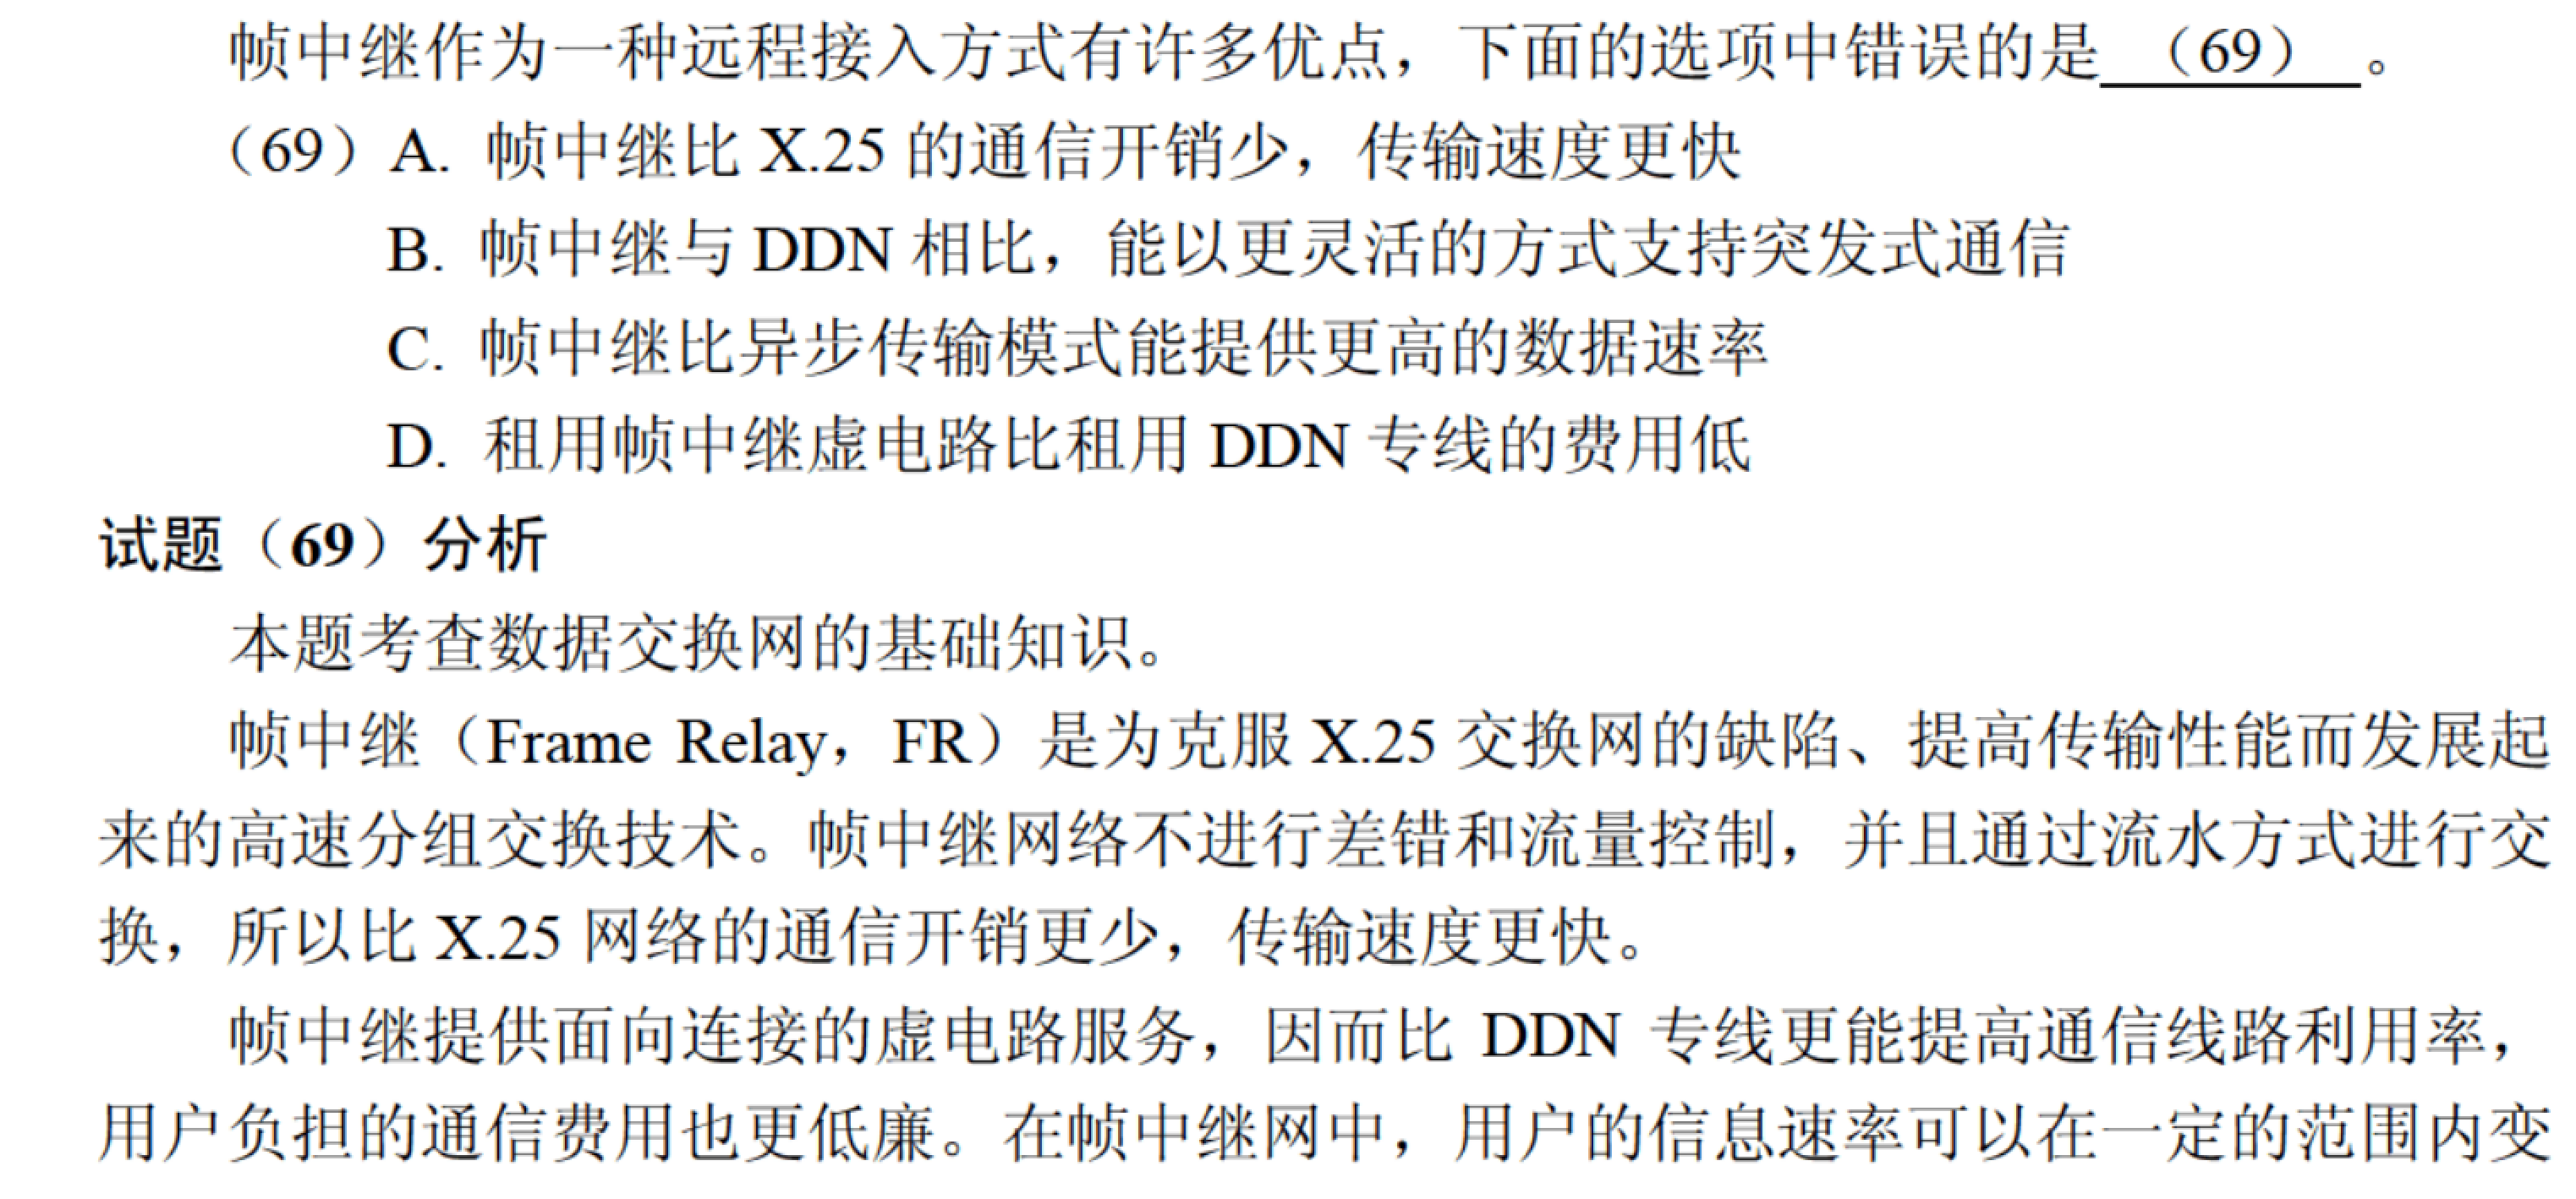 帧中继作为一种远程接入方式有许多优点，下面的选项中错误的是 （69） 。
（69）A. 帧中继比 X.25 的通信开销少，传输速度更快
B. 帧中继与 DDN 相比，能以更灵活的方式支持突发式通信
C. 帧中继比异步传输模式能提供更高的数据速率
D. 租用帧中继虚电路比租用 DDN 专线的费用低
试题（69）分析
本题考查数据交换网的基础知识。
帧中继（Frame Relay，FR）是为克服 X.25 交换网的缺陷、提高传输性能而发展起
来的高速分组交换技术。帧中继网络不进行差错和流量控制，并且通过流水方式进行交
换，所以比 X.25 网络的通信开销更少，传输速度更快。
帧中继提供面向连接的虚电路服务，因而比 DDN 专线更能提高通信线路利用率，
用户负担的通信费用也更低廉。在帧中继网中，用户的信息速率可以在一定的范围内变